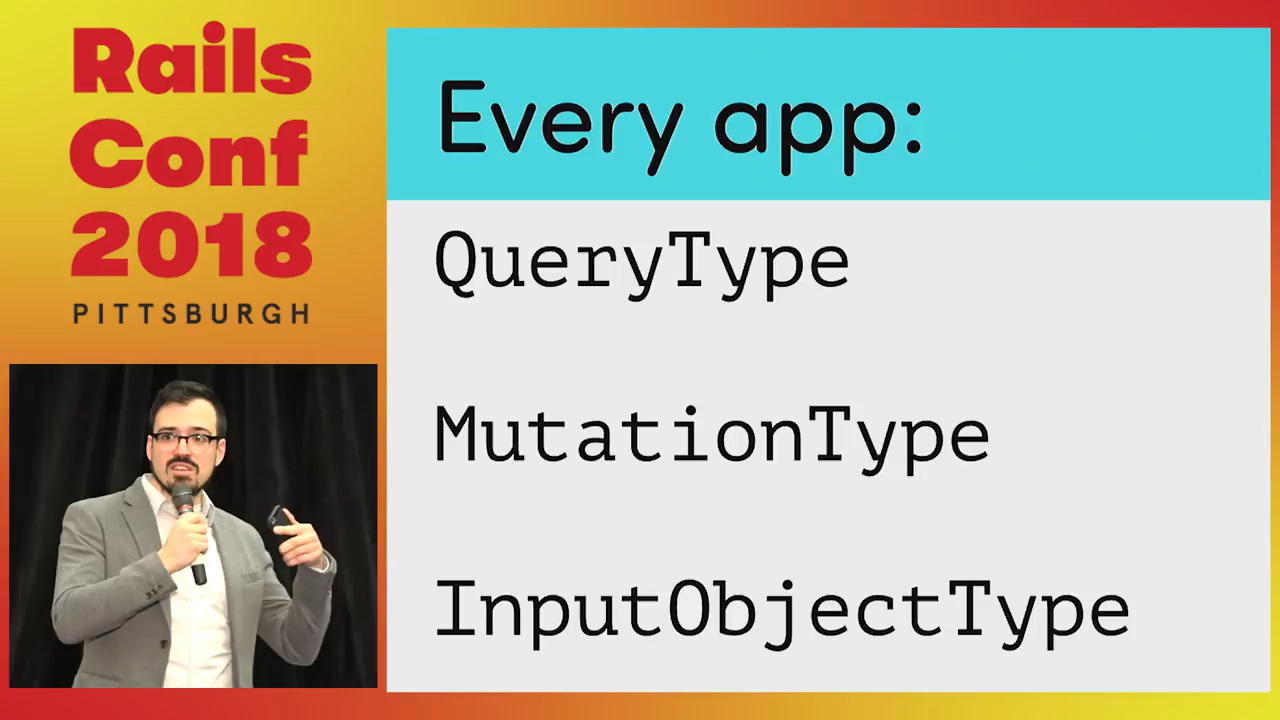 Rails
Conf
2018
PITTSBURGH
Every app:
QueryType
MutationType
InputObjectType